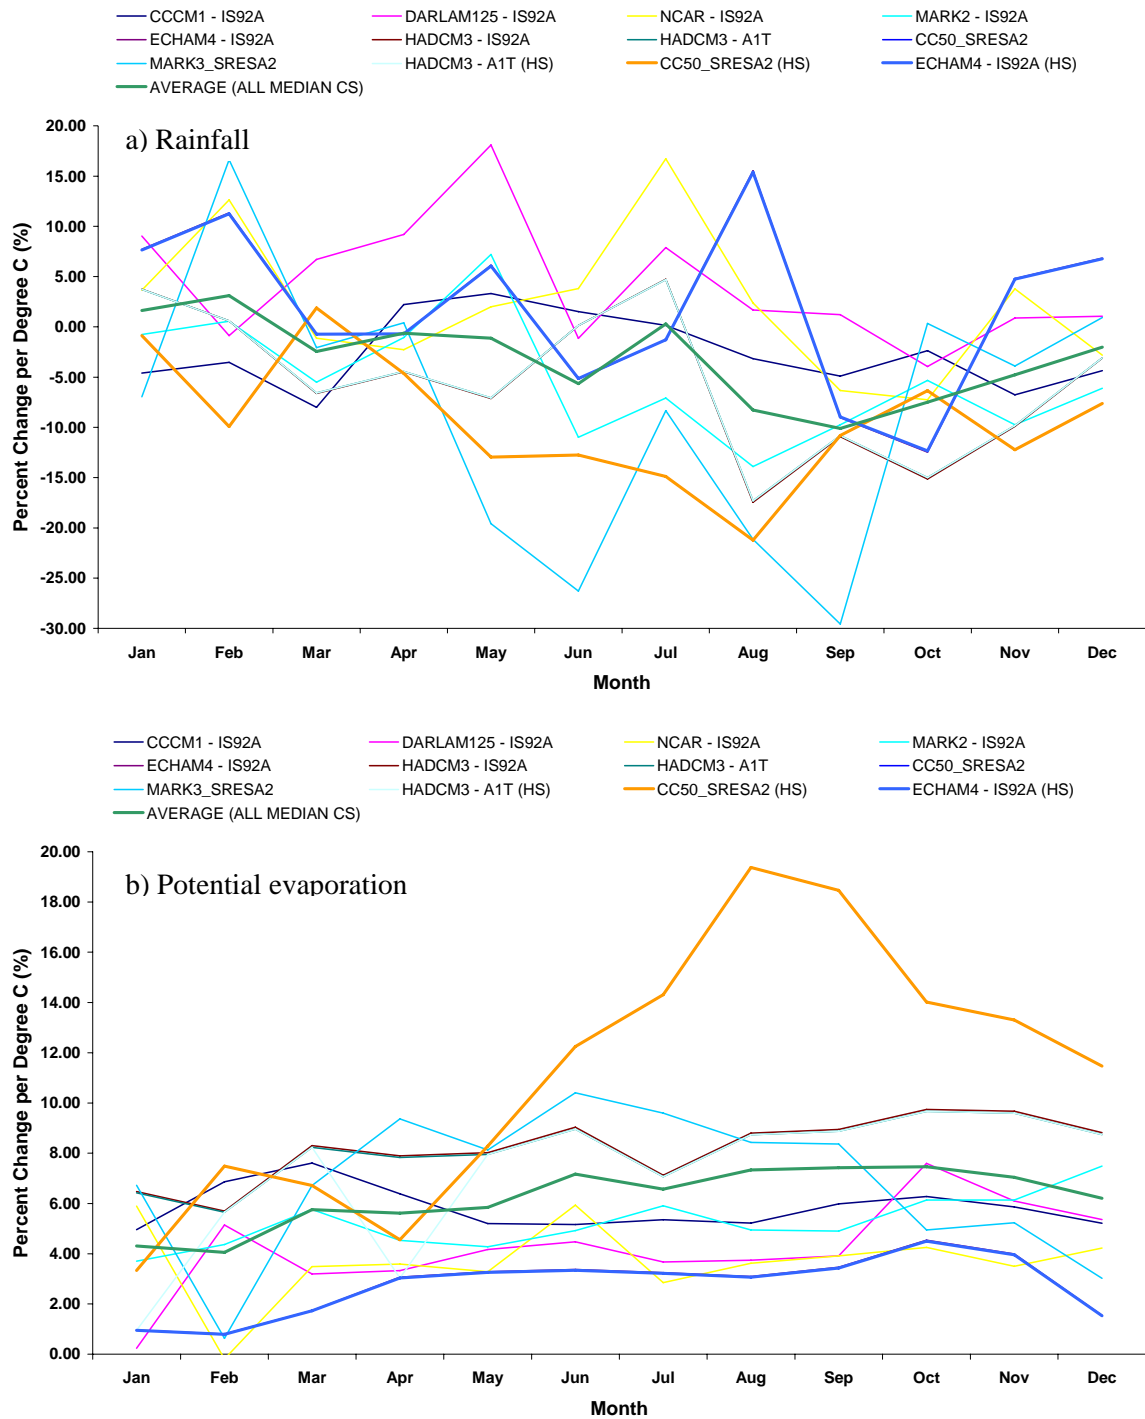 CCCM1 - IS92A DARLAM125 - IS92A NCAR - IS92A MARK2 - IS92A
ECHAM4 - IS92A HADCM3 - IS92A HADCM3 - A1T CC50_SRESA2
MARK3_SRESA2 HADCM3 - A1T (HS) CC50_SRESA2 (HS) ECHAM4 - IS92A (HS)
AVERAGE (ALL MEDIAN CS)
a) Rainfall
Percent Change per Degree C (%)
20.00
15.00
10.00
5.00
0.00
-5.00
-10.00
-15.00
-20.00
-25.00
-30.00
Jan Feb Mar Apr May Jun Jul Aug Sep Oct Nov Dec
Month
CCCM1 - IS92A DARLAM125 - IS92A NCAR - IS92A MARK2 - IS92A
ECHAM4 - IS92A HADCM3 - IS92A HADCM3 - A1T CC50_SRESA2
MARK3_SRESA2 HADCM3 - A1T (HS) CC50_SRESA2 (HS) ECHAM4 - IS92A (HS)
AVERAGE (ALL MEDIAN CS)
b) Potential evaporation
Percent Change per Degree C (%)
20.00
18.00
16.00
14.00
12.00
10.00
8.00
6.00
4.00
2.00
0.00
Jan Feb Mar Apr May Jun Jul Aug Sep Oct Nov Dec
Month